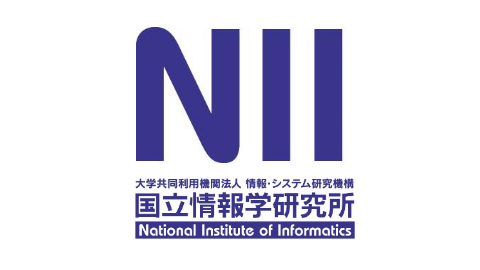 NII
大学共同利用機関法人 情報・システム研究機構
国立情報学研究所
National Institute of Informatics